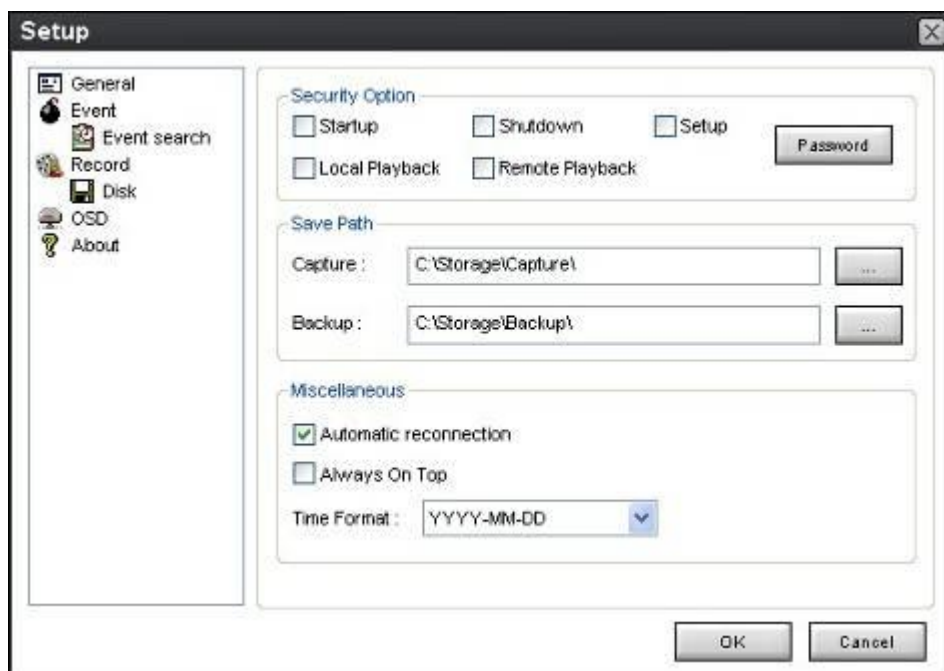 Setup
General
Event
Event search
Record
Disk
OSD
About
Security Option
Startup
Shutdown
Setup
Password
Local Playback
Remote Playback
Save Path
Capture :
C:\Storage\Capture\
...
Backup :
C:\Storage\Backup\
...
Miscellaneous
Automatic reconnection
Always On Top
Time Format :
YYYY-MM-DD
OK
Cancel